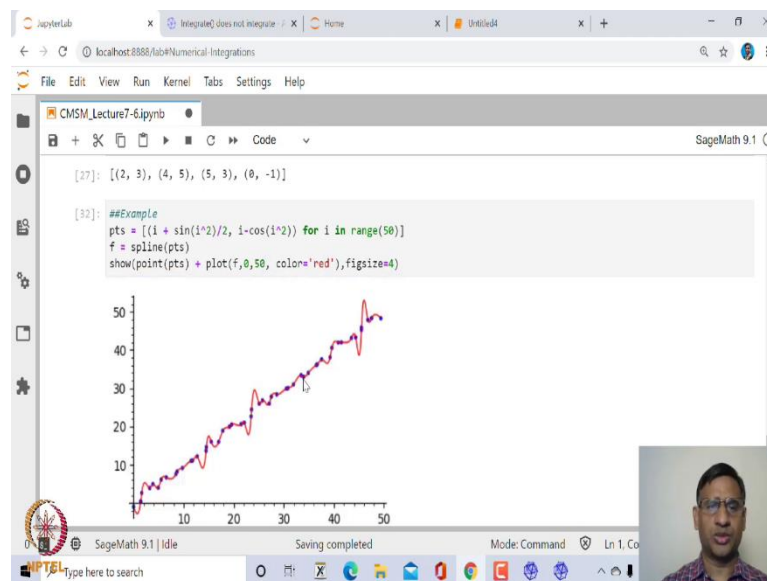 JupyterLab
Integrate() does not integrate -
Home
Untitled4
localhost:8888/lab#Numerical-Integrations
File Edit View Run Kernel Tabs Settings Help
CMSM_Lecture7-6.ipynb
Code
SageMath 9.1
[27]: [(2, 3), (4, 5), (5, 3), (0, -1)]
[32]: ##Example
pts = [(i + sin(i^2)/2, i-cos(i^2)) for i in range(50)]
f = spline(pts)
show(point(pts) + plot(f,0,50, color='red'),figsize=4)
50
40
30
20
10
10 20 30 40 50
SageMath 9.1 | Idle
Saving completed
Mode: Command
Ln 1, Co
NPTEL
Type here to search